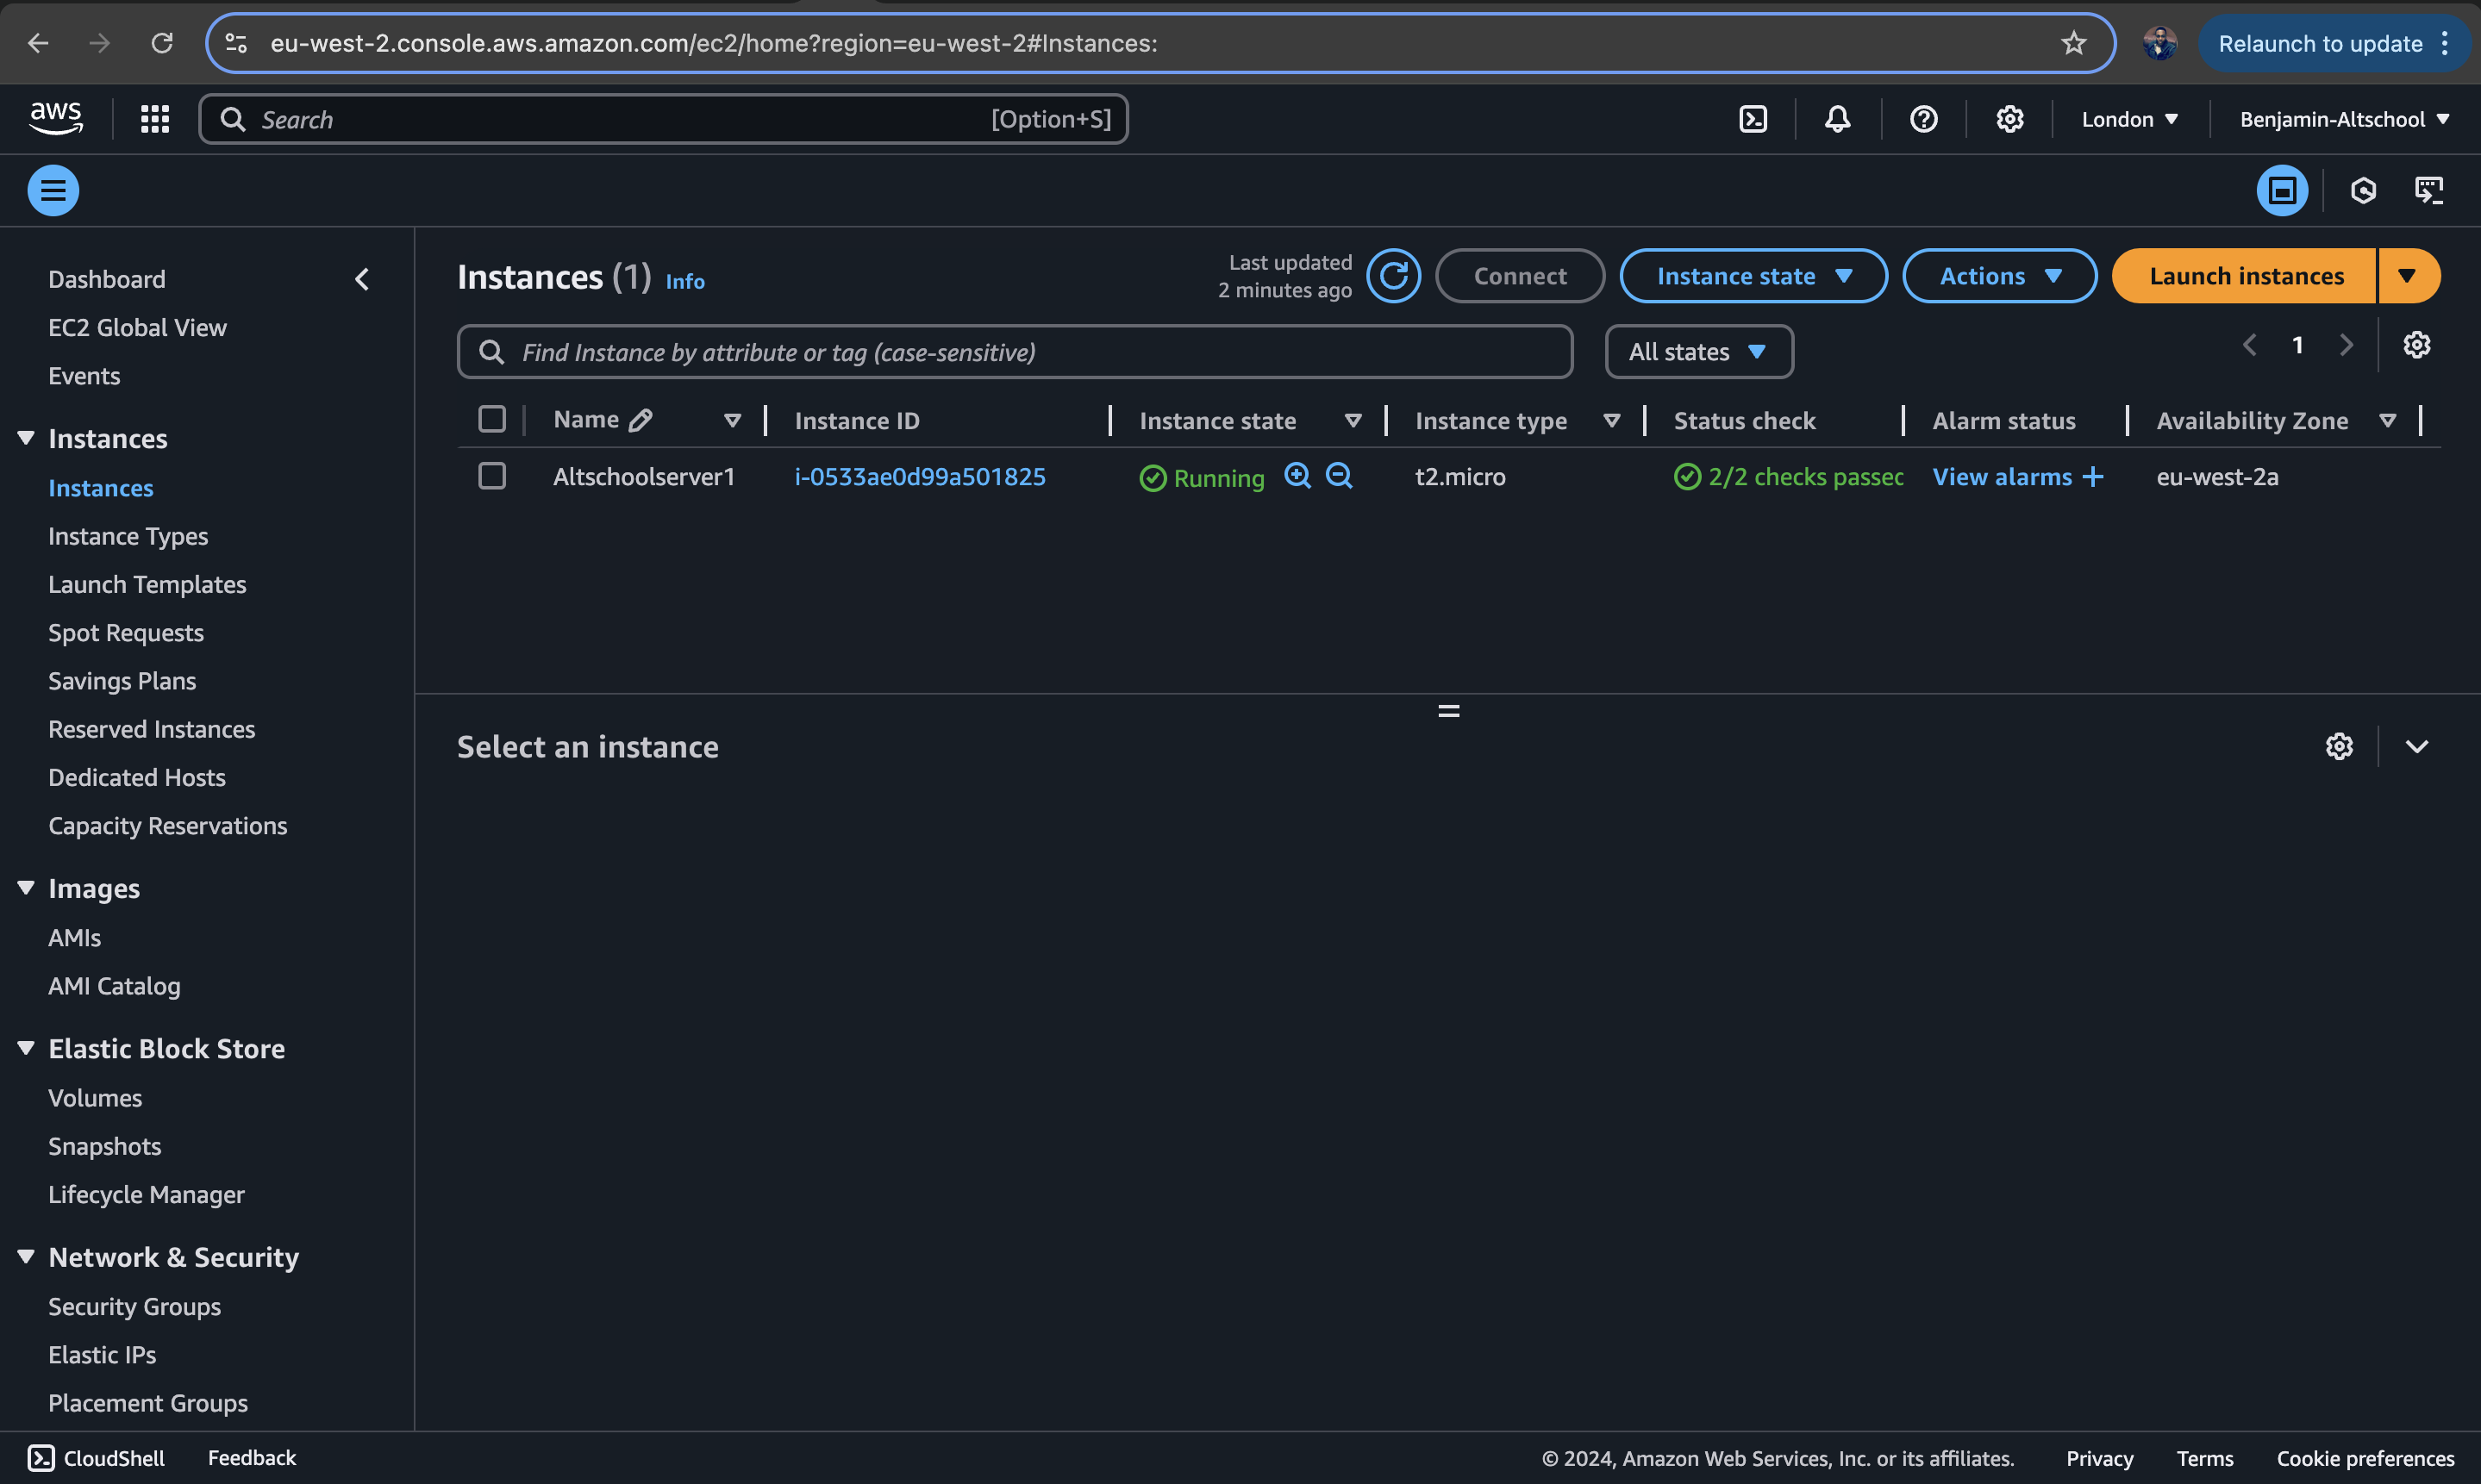 eu-west-2.console.aws.amazon.com/ec2/home?region=eu-west-2#Instances:
Relaunch to update
aws
Search
[Option+S]
London
Benjamin-Altschool
Dashboard
EC2 Global View
Events
Instances
Instances
Instance Types
Launch Templates
Spot Requests
Savings Plans
Reserved Instances
Dedicated Hosts
Capacity Reservations
Images
AMIs
AMI Catalog
Elastic Block Store
Volumes
Snapshots
Lifecycle Manager
Network & Security
Security Groups
Elastic IPs
Placement Groups
Instances (1) Info
Last updated
2 minutes ago
Connect
Instance state
Actions
Launch instances
Find Instance by attribute or tag (case-sensitive)
All states
1
Name
Instance ID
Instance state
Instance type
Status check
Alarm status
Availability Zone
Altschoolserver1
i-0533ae0d99a501825
Running
t2.micro
2/2 checks passec
View alarms +
eu-west-2a
Select an instance
CloudShell
Feedback
© 2024, Amazon Web Services, Inc. or its affiliates.
Privacy
Terms
Cookie preferences